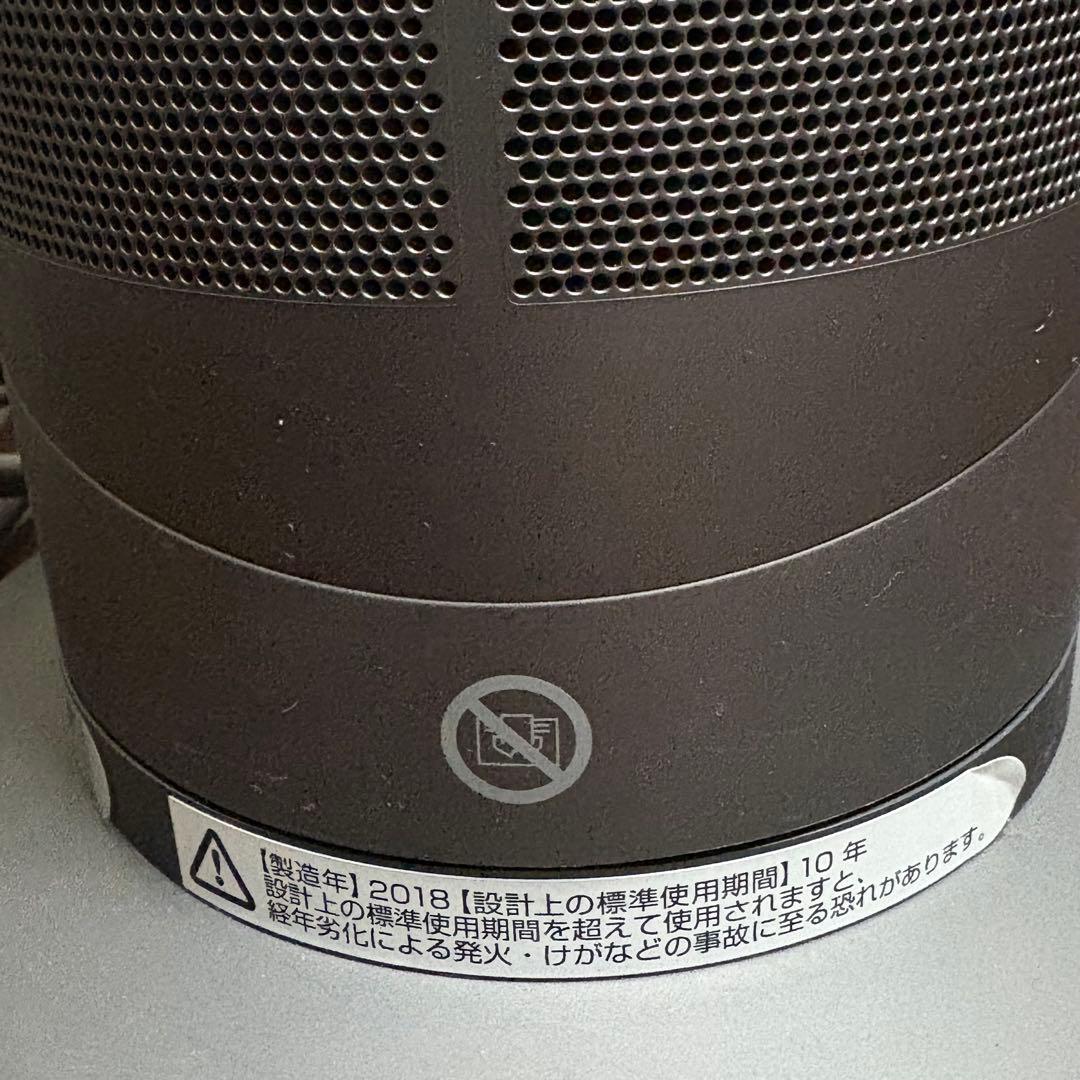 【製造年】2018【設計上の標準使用期間】10 年
設計上の標準使用期間を超えて使用されますと、
経年劣化による発火・けがなどの事故に至る恐れがあります。